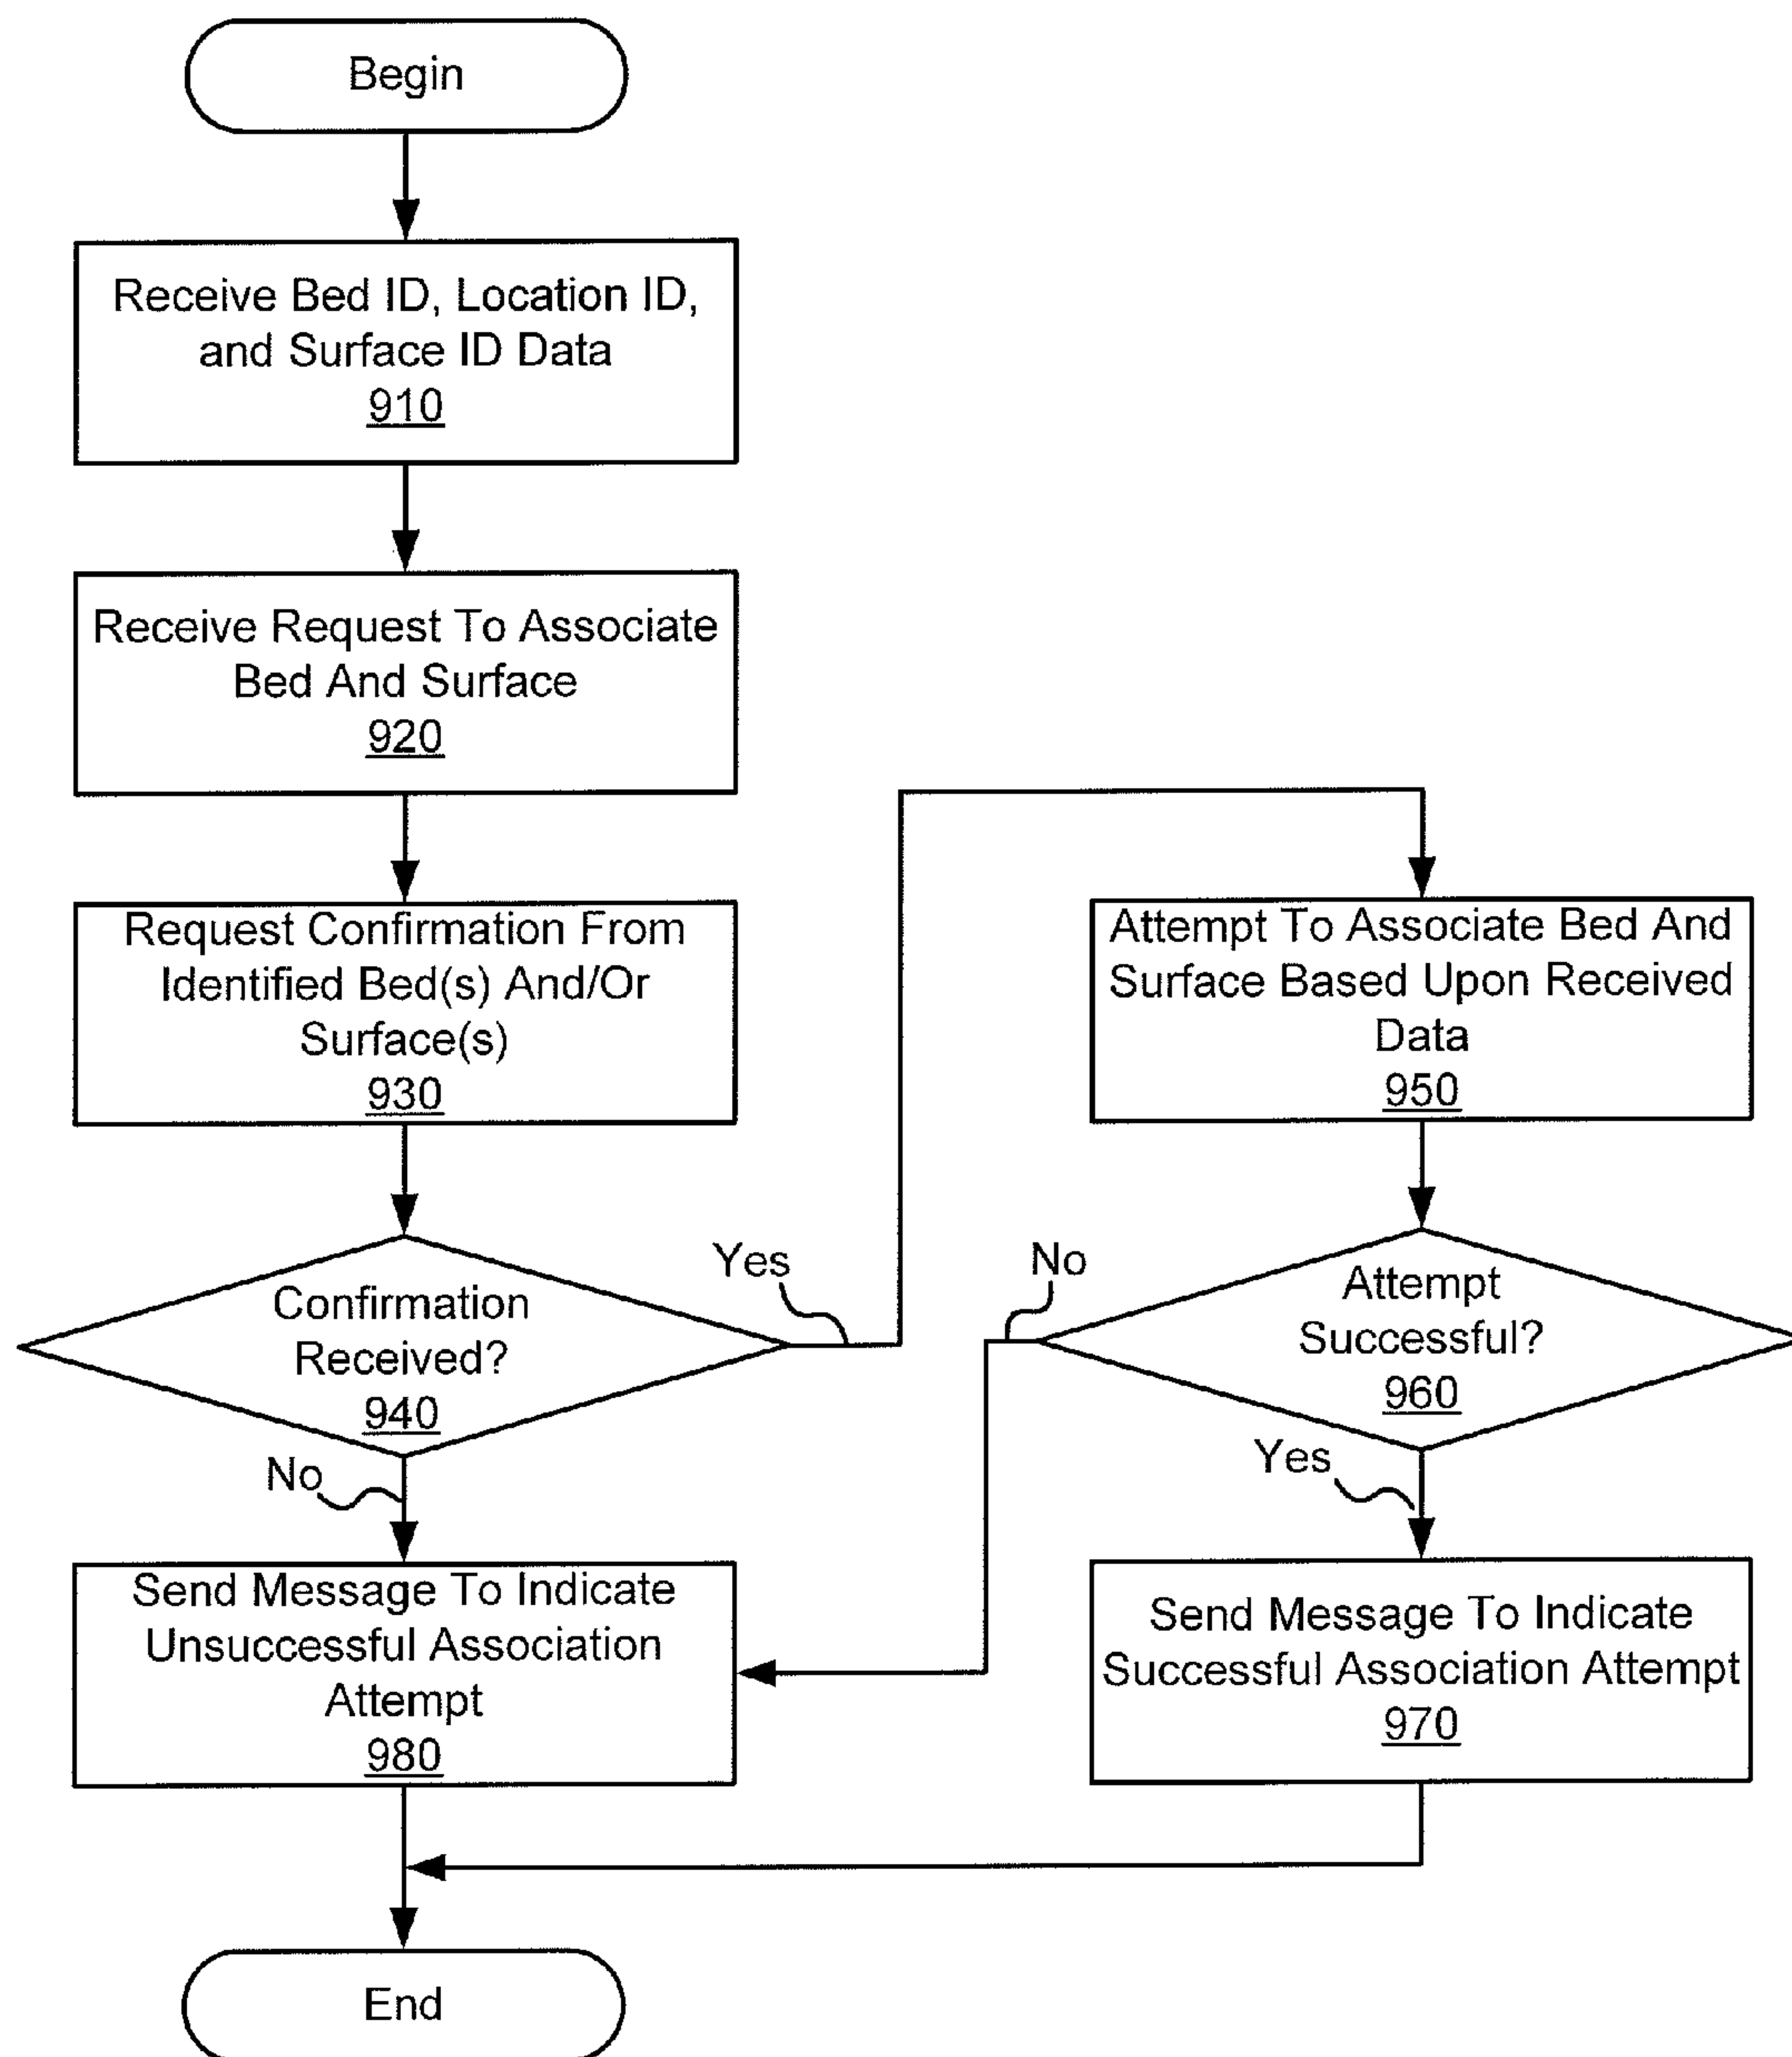 Begin
Receive Bed ID, Location ID,
and Surface ID Data
910
Receive Request To Associate
Bed And Surface
920
Request Confirmation From
Identified Bed(s) And/Or
Surface(s)
930
Confirmation
Received?
940
Yes
No
Attempt To Associate Bed And
Surface Based Upon Received
Data
950
Attempt
Successful?
960
No
Yes
Send Message To Indicate
Successful Association Attempt
970
Send Message To Indicate
Unsuccessful Association
Attempt
980
End